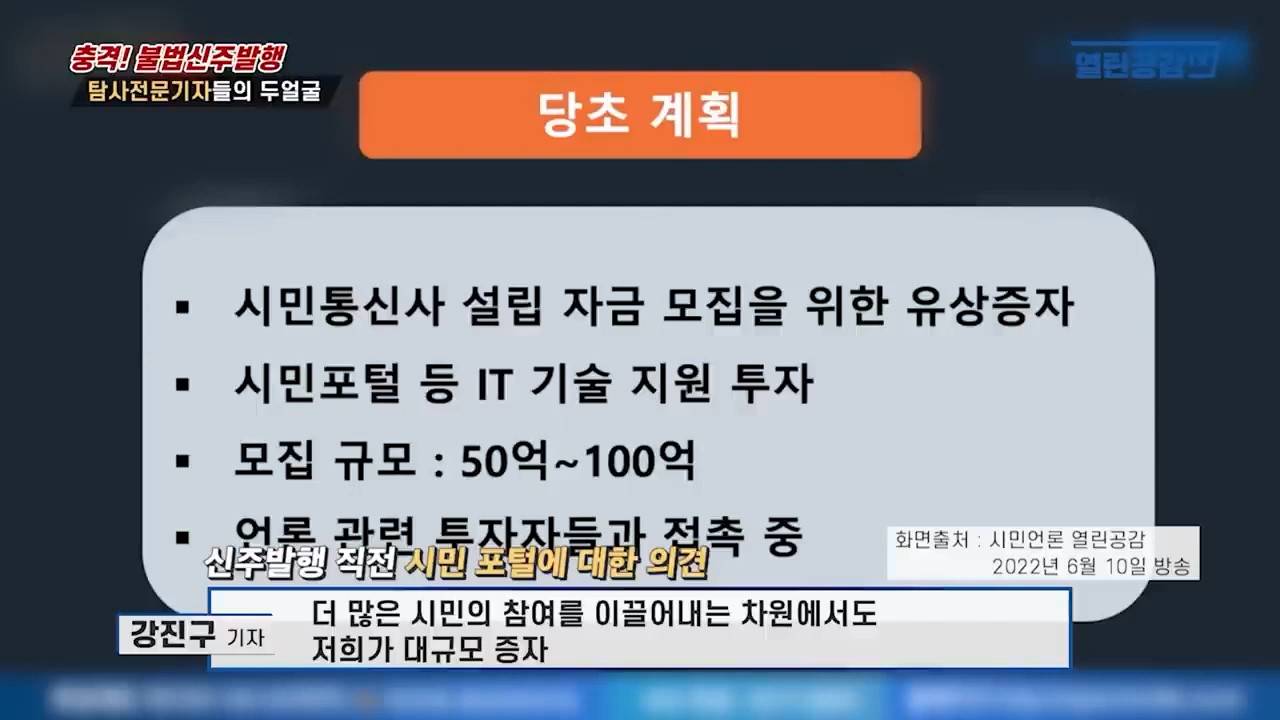 충격! 불법신주발행
탐사전문기자들의 두얼굴
열린공감TV
당초 계획
▪ 시민통신사 설립 자금 모집을 위한 유상증자
▪ 시민포털 등 IT 기술 지원 투자
▪ 모집 규모 : 50억~100억
▪ 언론 관련 투자자들과 접촉 중
화면출처 : 시민언론 열린공감
2022년 6월 10일 방송
신주발행 직전 시민 포털에 대한 의견
더 많은 시민의 참여를 이끌어내는 차원에서도
강진구 기자
저희가 대규모 증자